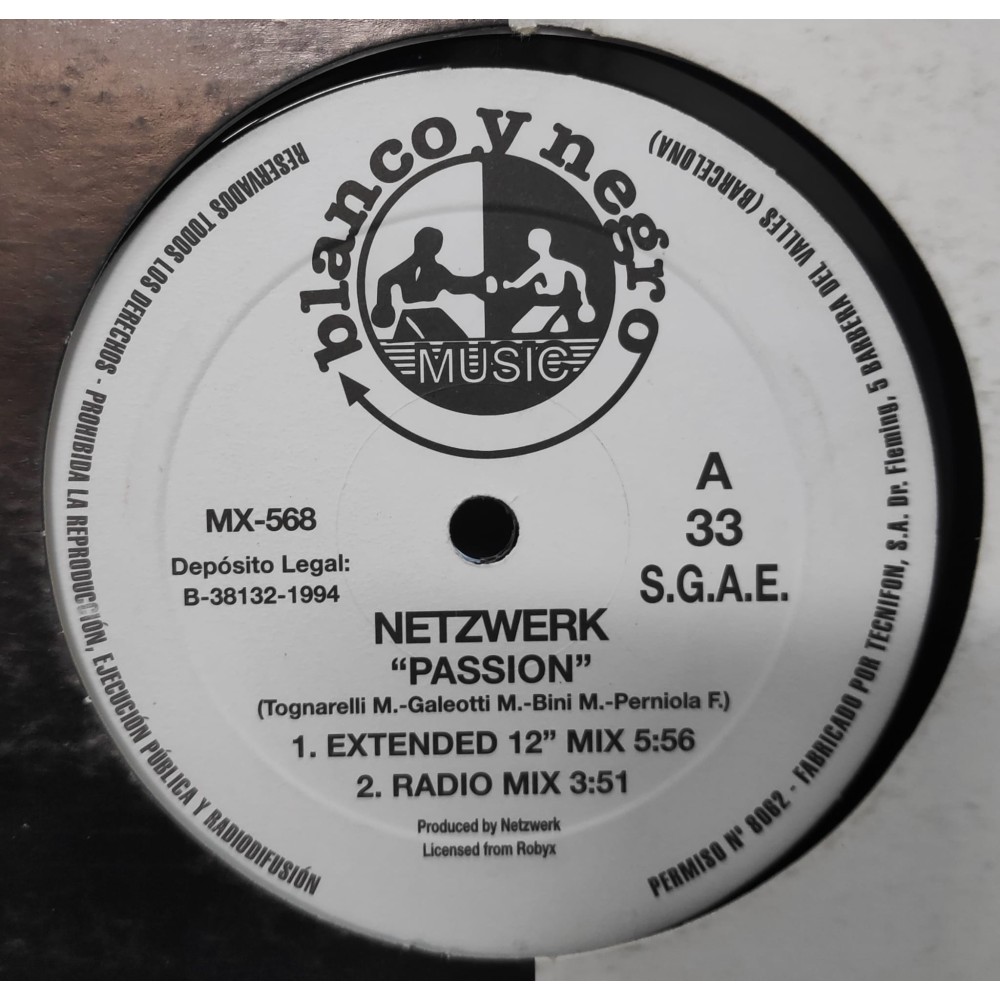 blanco y negro
MUSIC
RESERVADOS TODOS LOS DERECHOS - PROHIBIDA LA REPRODUCCIÓN, EJECUCIÓN PÚBLICA Y RADIODIFUSIÓN
MX-568
Depósito Legal:
B-38132-1994
A
33
S.G.A.E.
NETZWERK
“PASSION”
(Tognarelli M.-Galeotti M.-Bini M.-Perniola F.)
1. EXTENDED 12” MIX 5:56
2. RADIO MIX 3:51
Produced by Netzwerk
Licensed from Robyx
PERMISO Nº 8082 - FABRICADO POR TECNIFON, S.A. Dr. Fleming, 5 BARBERA DEL VALLES (BARCELONA)